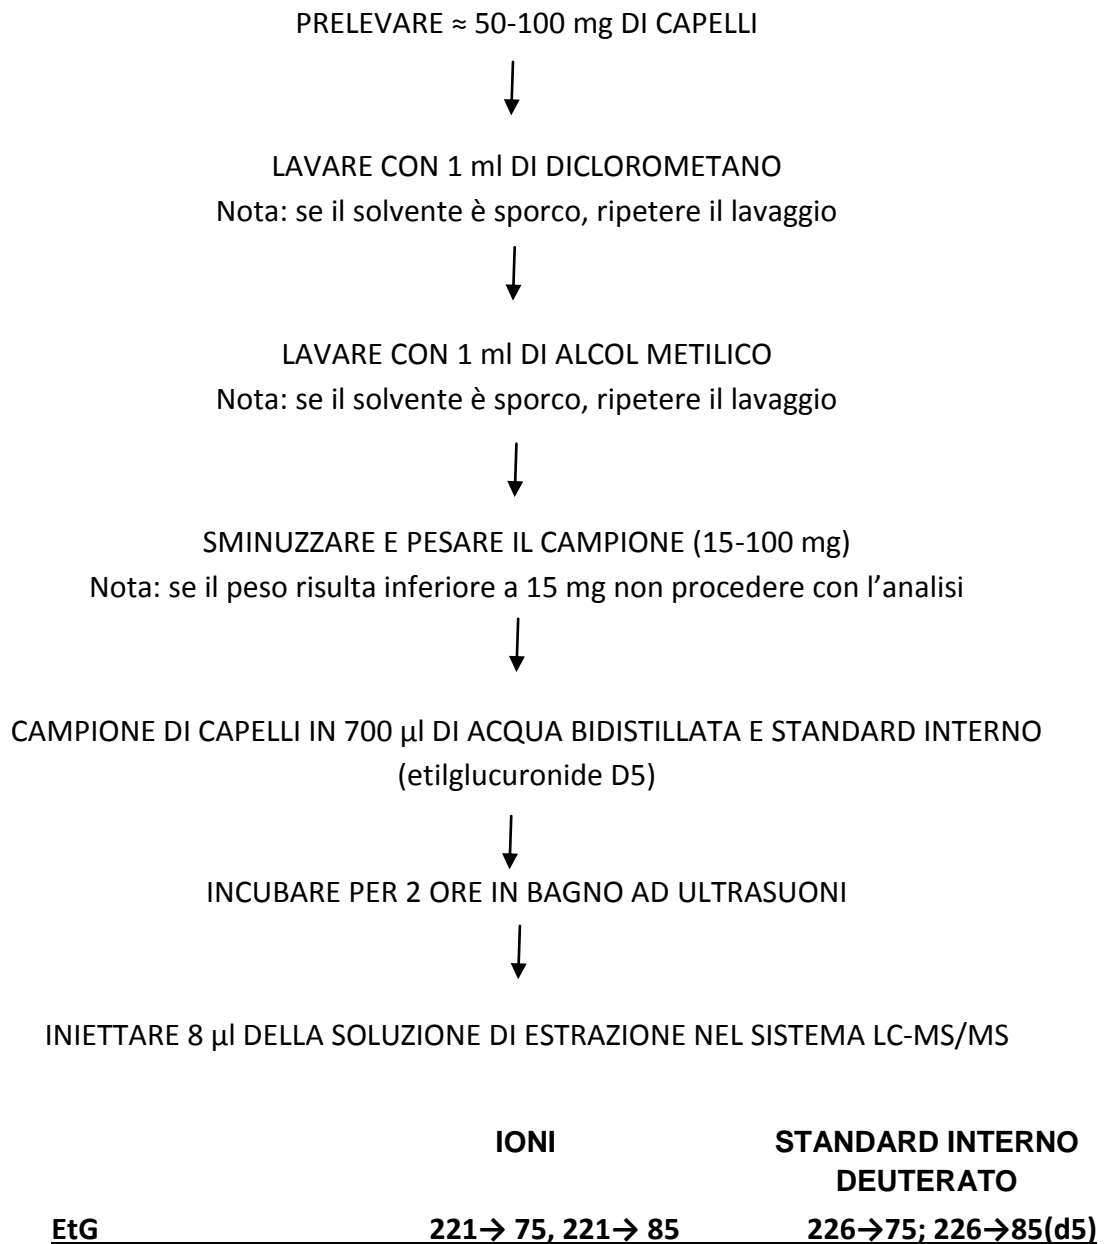 PRELEVARE ≈ 50-100 mg DI CAPELLI
LAVARE CON 1 ml DI DICLOROMETANO
Nota: se il solvente è sporco, ripetere il lavaggio
LAVARE CON 1 ml DI ALCOL METILICO
Nota: se il solvente è sporco, ripetere il lavaggio
SMINUZZARE E PESARE IL CAMPIONE (15-100 mg)
Nota: se il peso risulta inferiore a 15 mg non procedere con l’analisi
CAMPIONE DI CAPELLI IN 700 µl DI ACQUA BIDISTILLATA E STANDARD INTERNO
(etilglucuronide D5)
INCUBARE PER 2 ORE IN BAGNO AD ULTRASUONI
INIETTARE 8 µl DELLA SOLUZIONE DI ESTRAZIONE NEL SISTEMA LC-MS/MS
IONI STANDARD INTERNO
DEUTERATO
EtG 221→ 75, 221→ 85 226→75; 226→85(d5)